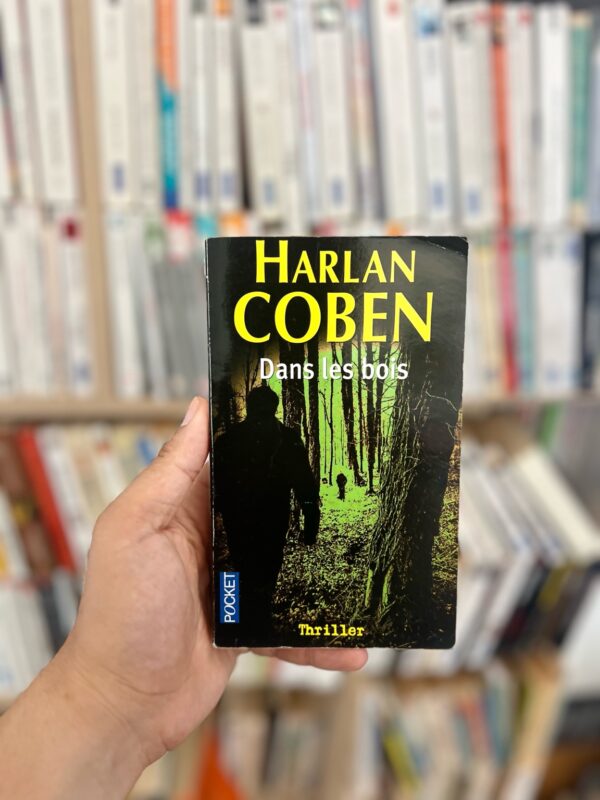 HARLAN
COBEN
Dans les bois
POCKET
Thriller